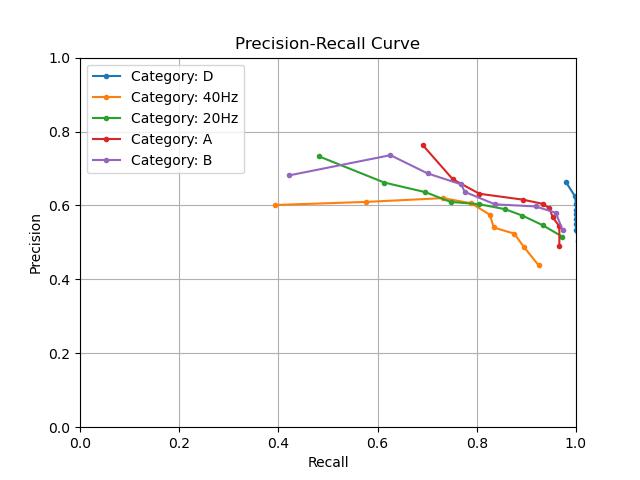 Precision-Recall Curve
1.0
0.8
0.6
0.4
0.2
0.0
Precision
Category: D
Category: 40Hz
Category: 20Hz
Category: A
Category: B
0.0 0.2 0.4 0.6 0.8 1.0
Recall